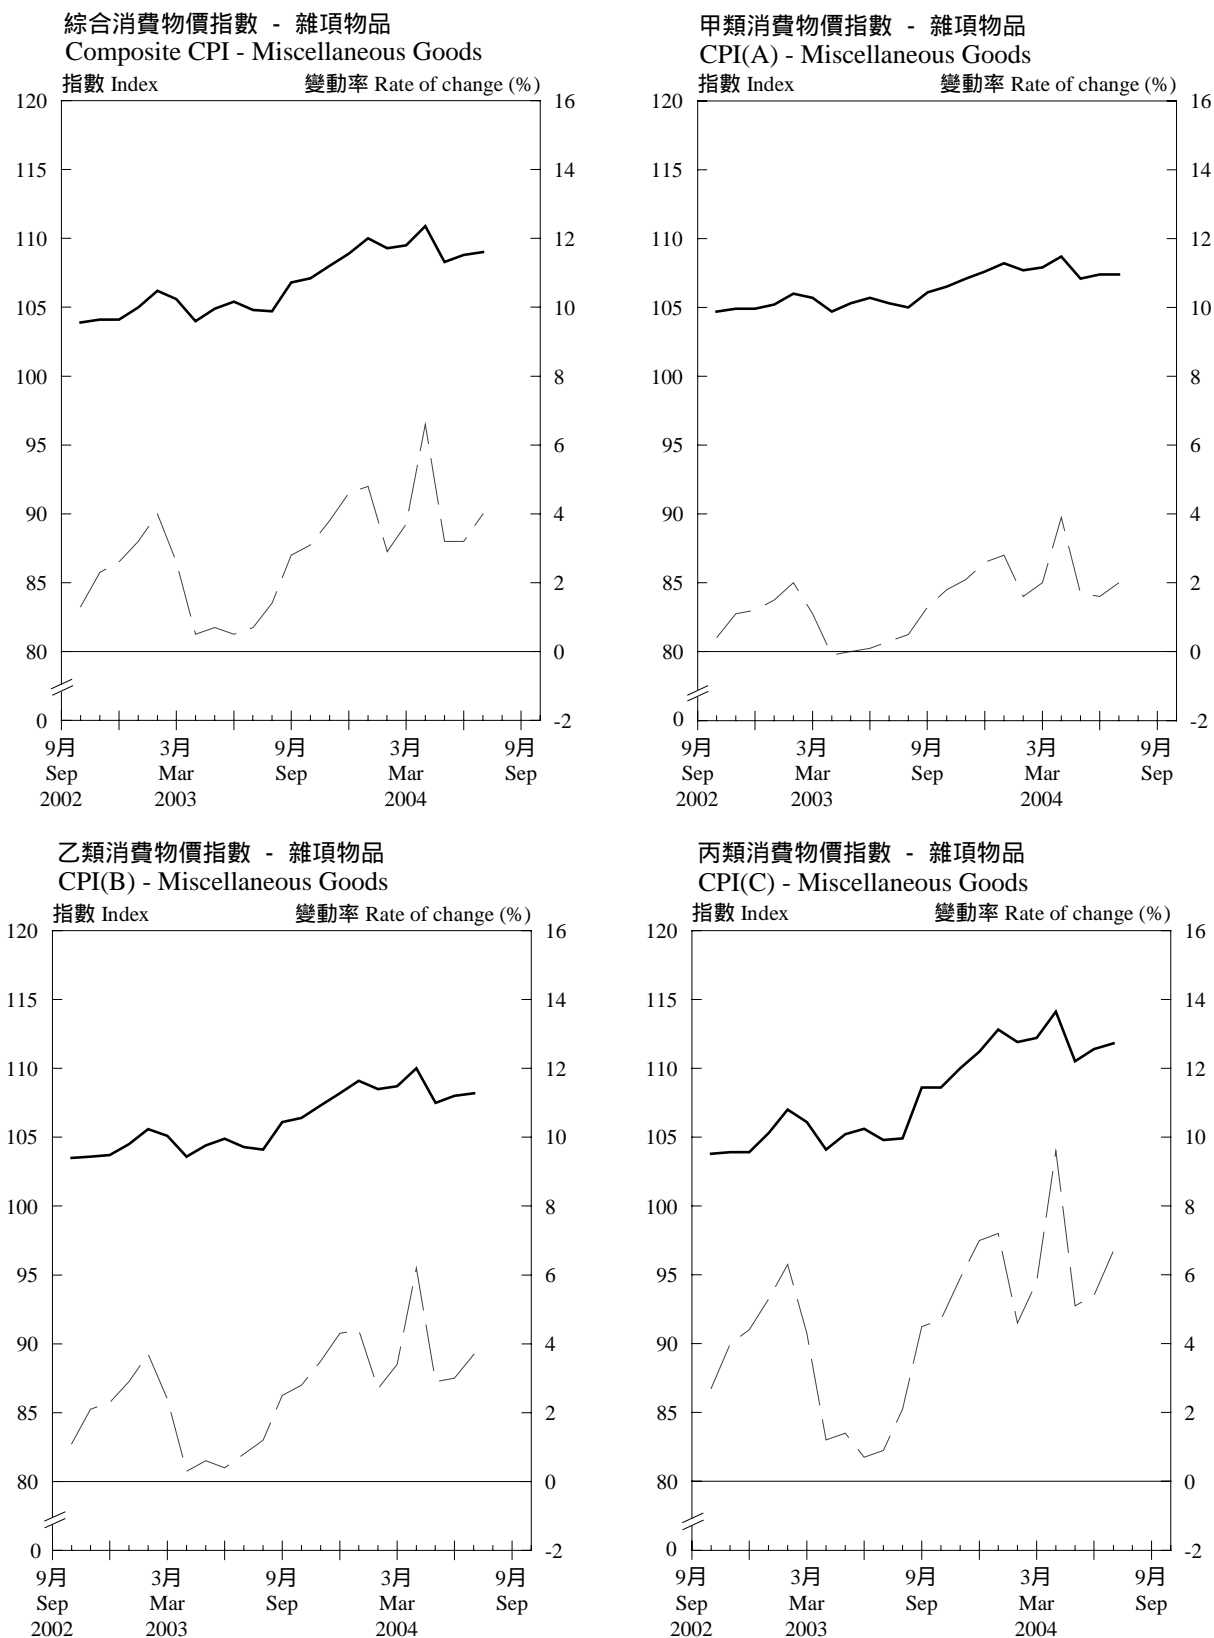 綜合消費物價指數 - 雜項物品
Composite CPI - Miscellaneous Goods
指數 Index 變動率 Rate of change (%)
120 16
115 14
110 12
105 10
100 8
95 6
90 4
85 2
80 0
0 -2
9月 3月 9月 3月 9月
Sep Mar Sep Mar Sep
2002 2003 2004
甲類消費物價指數 - 雜項物品
CPI(A) - Miscellaneous Goods
指數 Index 變動率 Rate of change (%)
120 16
115 14
110 12
105 10
100 8
95 6
90 4
85 2
80 0
0 -2
9月 3月 9月 3月 9月
Sep Mar Sep Mar Sep
2002 2003 2004
乙類消費物價指數 - 雜項物品
CPI(B) - Miscellaneous Goods
指數 Index 變動率 Rate of change (%)
120 16
115 14
110 12
105 10
100 8
95 6
90 4
85 2
80 0
0 -2
9月 3月 9月 3月 9月
Sep Mar Sep Mar Sep
2002 2003 2004
丙類消費物價指數 - 雜項物品
CPI(C) - Miscellaneous Goods
指數 Index 變動率 Rate of change (%)
120 16
115 14
110 12
105 10
100 8
95 6
90 4
85 2
80 0
0 -2
9月 3月 9月 3月 9月
Sep Mar Sep Mar Sep
2002 2003 2004